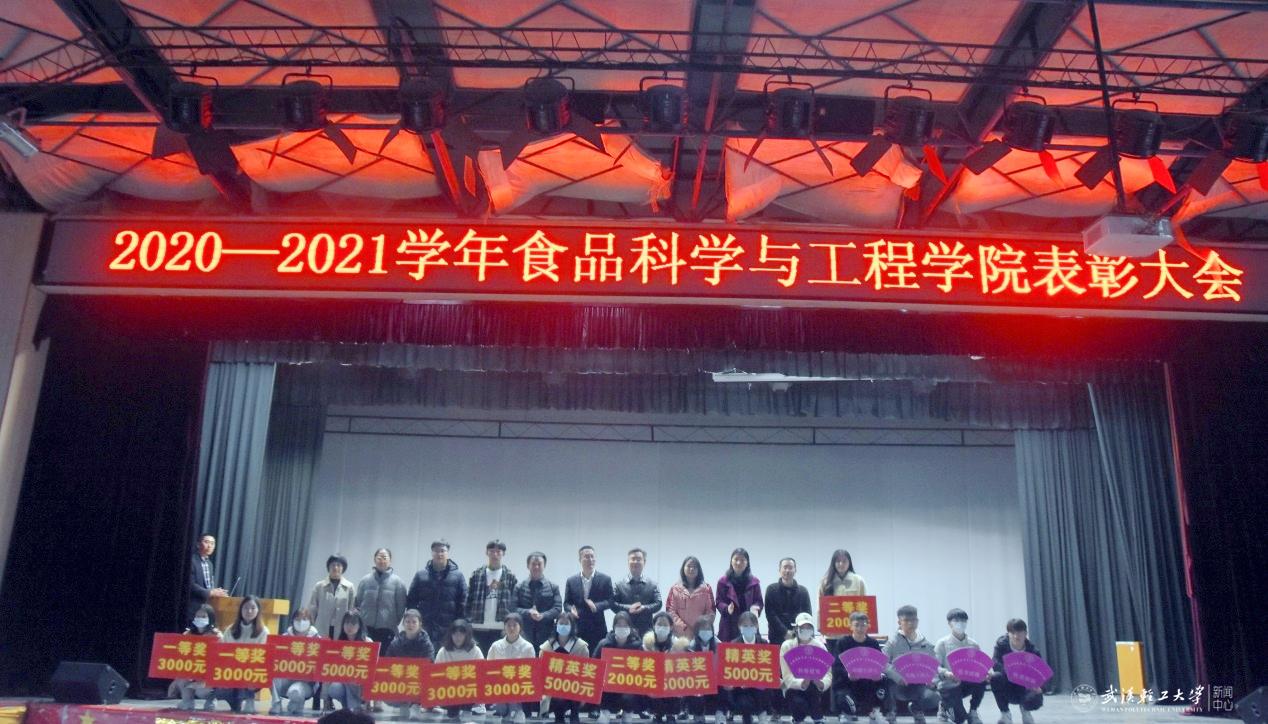 2020—2021学年食品科学与工程学院表彰大会
二等奖
200
一等奖
3000元
一等奖
3000元
一等奖
5000元
一等奖
5000元
一等奖
3000元
一等奖
3000元
一等奖
3000元
精英奖
5000元
二等奖
2000元
精英奖
5000元
精英奖
5000元
武汉轻工大学
WUHAN POLYTECHNIC UNIVERSITY
新闻
中心